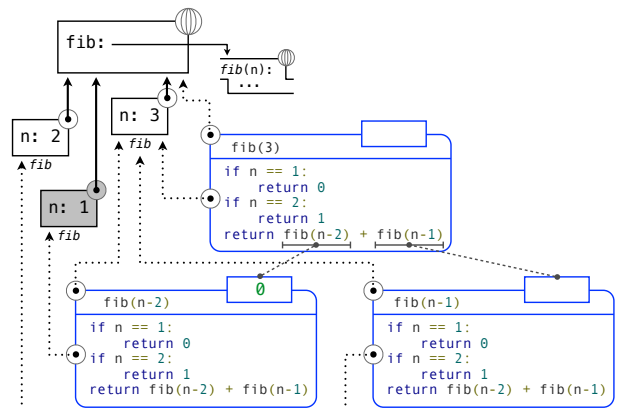 fib:
fib(n):
...
n: 3
fib
n: 2
fib
n: 1
fib
fib(3)
if n == 1:
return 0
if n == 2:
return 1
return fib(n-2) + fib(n-1)
0
fib(n-2)
if n == 1:
return 0
if n == 2:
return 1
return fib(n-2) + fib(n-1)
fib(n-1)
if n == 1:
return 0
if n == 2:
return 1
return fib(n-2) + fib(n-1)